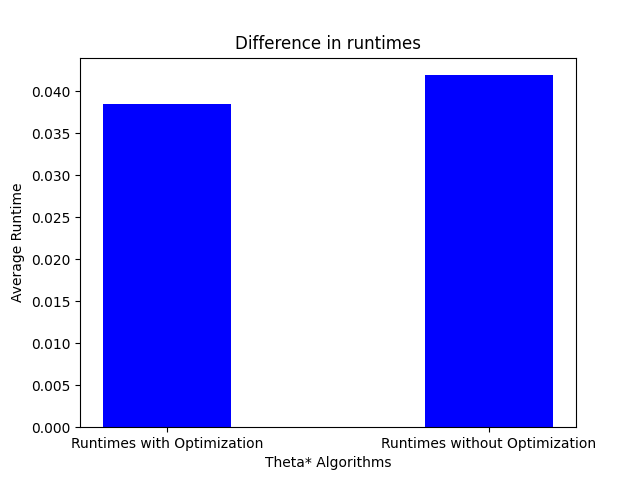 Difference in runtimes
Average Runtime
0.040
0.035
0.030
0.025
0.020
0.015
0.010
0.005
0.000
Runtimes with Optimization
Runtimes without Optimization
Theta* Algorithms